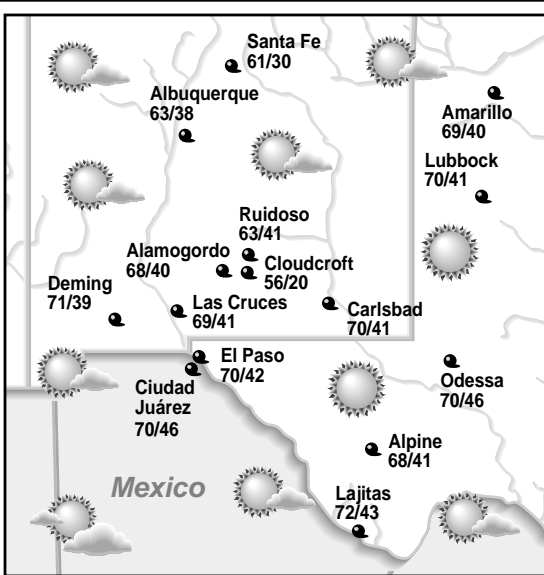 Santa Fe
61/30
Albuquerque
63/38
Amarillo
69/40
Lubbock
70/41
Ruidoso
63/41
Alamogordo
68/40
Cloudcroft
56/20
Deming
71/39
Las Cruces
69/41
Carlsbad
70/41
El Paso
70/42
Ciudad
Juárez
70/46
Odessa
70/46
Alpine
68/41
Mexico
Lajitas
72/43